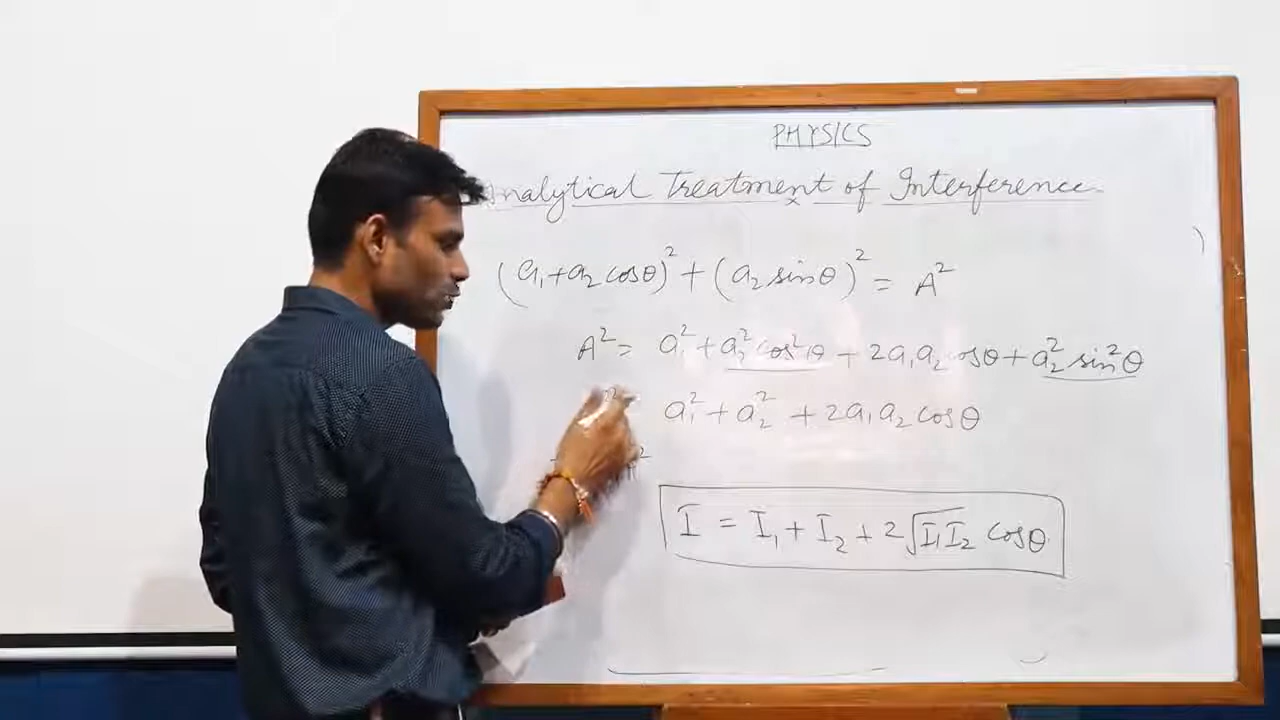 PHYSICS
Analytical Treatment of Interference
(a₁+a₂ cosθ)² + (a₂ sinθ)² = A²
A² = a₁² + a₂² cos²θ + 2a₁a₂ cosθ + a₂² sin²θ
a₁² + a₂² + 2a₁a₂ cosθ
I = I₁ + I₂ + 2√I₁I₂ cosθ